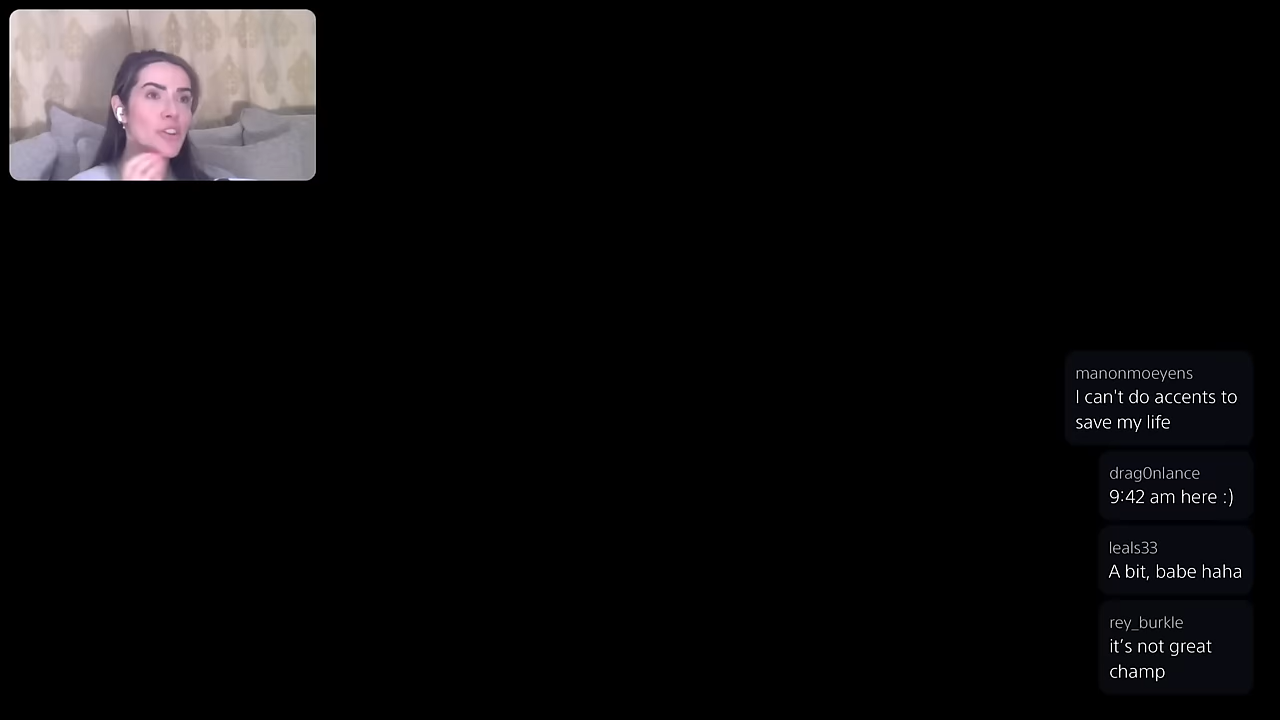 manonmoeyens
I can't do accents to
save my life
drag0nlance
9:42 am here :)
leals33
A bit, babe haha
rey_burkle
it’s not great
champ